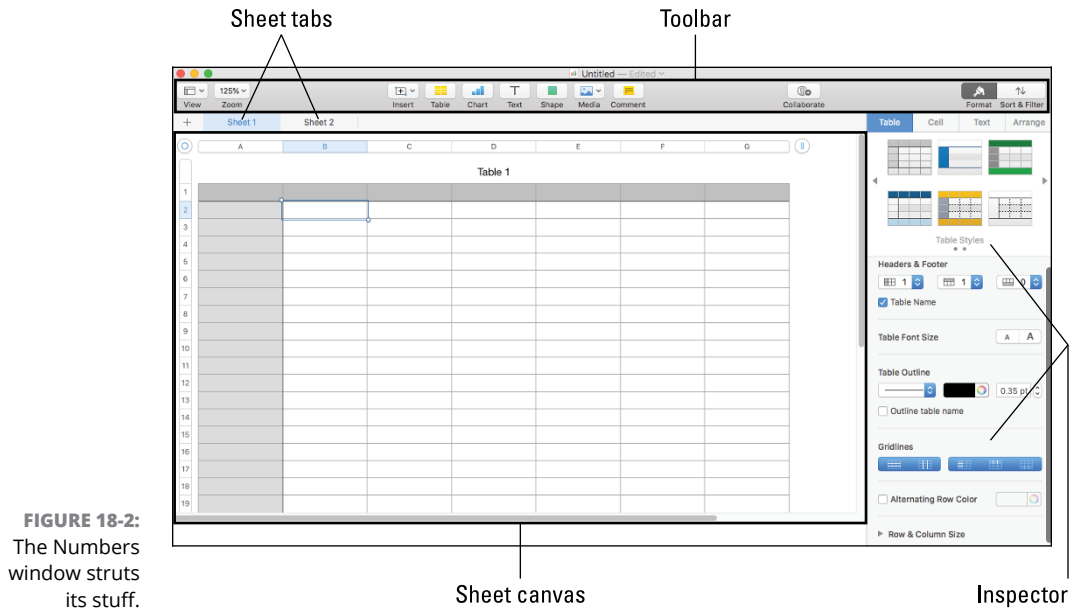 Sheet tabs
Toolbar
Untitled — Edited
125%
View
Zoom
Insert
Table
Chart
Text
Shape
Media
Comment
Collaborate
Format
Sort & Filter
+
Sheet 1
Sheet 2
Table
Cell
Text
Arrange
A B C D E F G
Table 1
1
2
3
4
5
6
7
8
9
10
11
12
13
14
15
16
17
18
19
Table Styles
Headers & Footer
1
1
0
Table Name
Table Font Size
A A
Table Outline
0.35 pt
Outline table name
Gridlines
Alternating Row Color
Row & Column Size
FIGURE 18-2:
The Numbers
window struts
its stuff.
Sheet canvas
Inspector